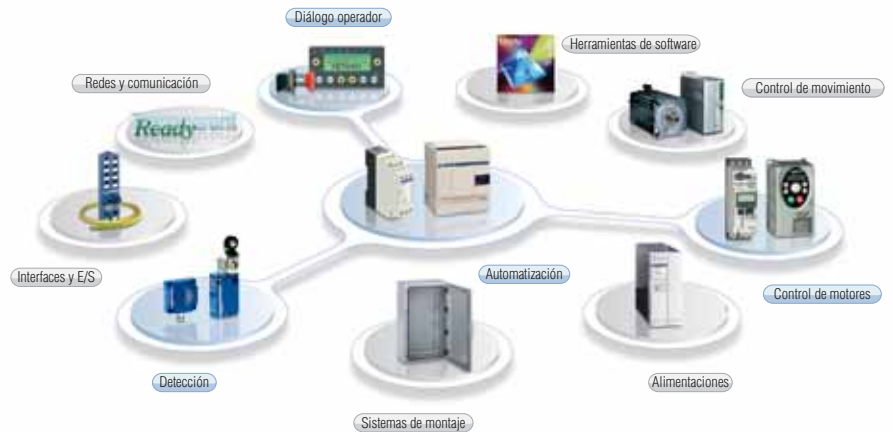 Diálogo operador
Herramientas de software
Redes y comunicación
Control de movimiento
Ready
Interfaces y E/S
Automatización
Control de motores
Detección
Alimentaciones
Sistemas de montaje